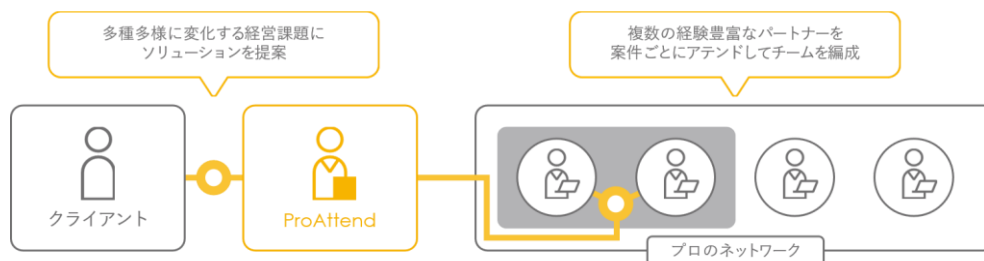 多種多様に変化する経営課題に
ソリューションを提案
複数の経験豊富なパートナーを
案件ごとにアテンドしてチームを編成
クライアント
ProAttend
プロのネットワーク